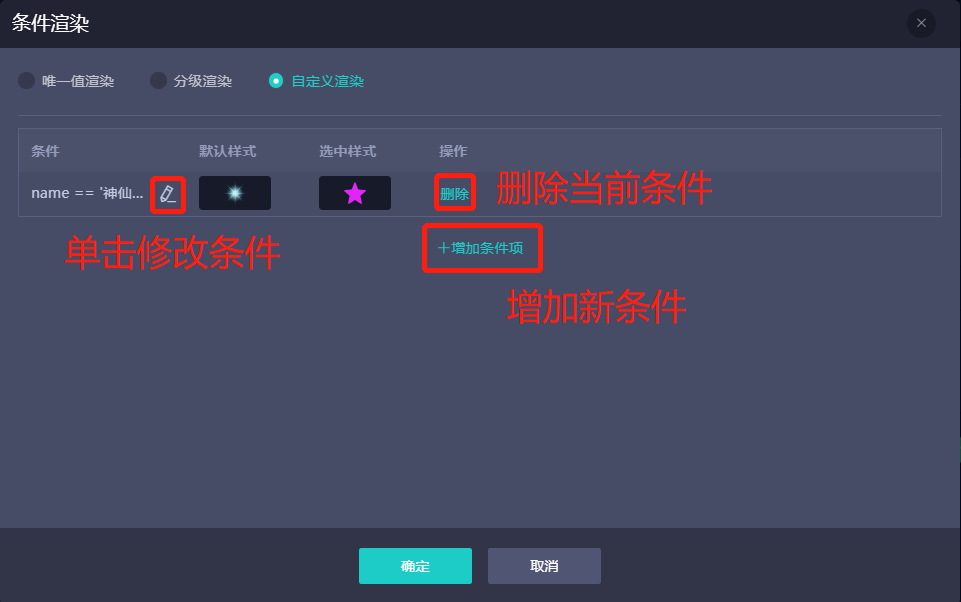 条件渲染
唯一值渲染 分级渲染 自定义渲染
条件 默认样式 选中样式 操作
name == '神仙... 删除 删除当前条件
单击修改条件 +增加条件项
增加新条件
确定 取消